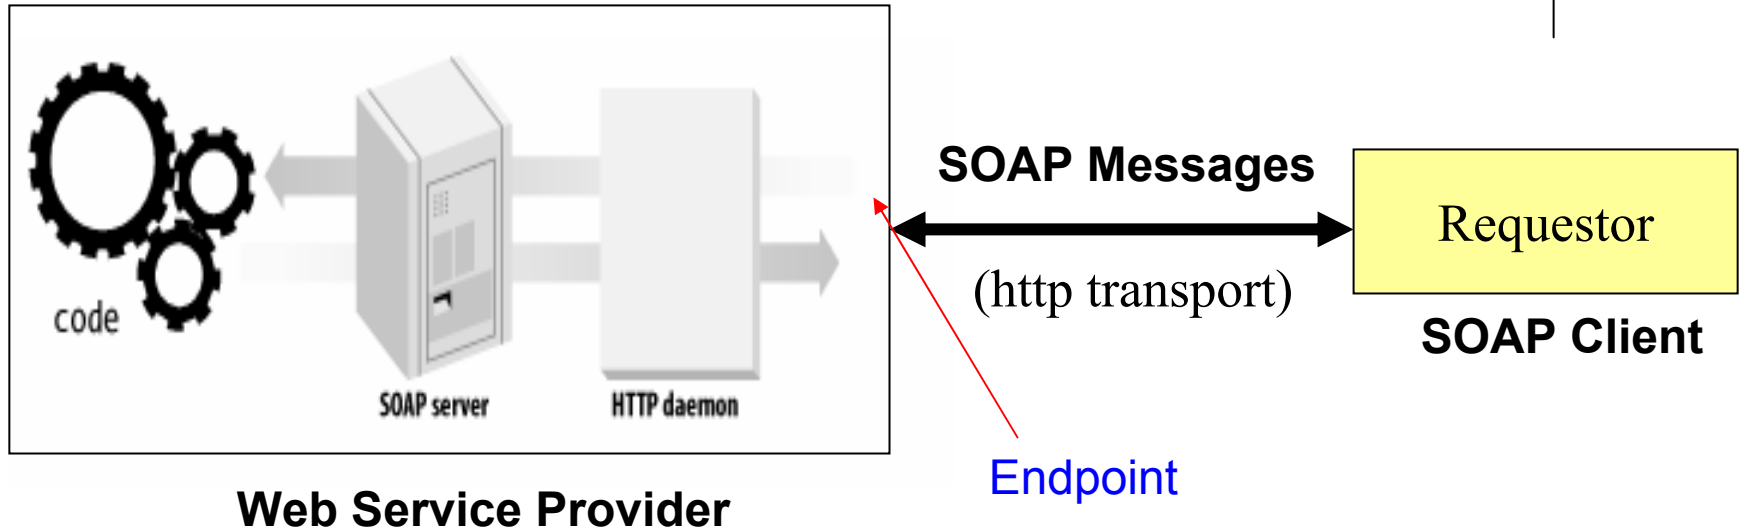 SOAP Messages
Requestor
(http transport)
code
SOAP Client
SOAP server
HTTP daemon
Endpoint
Web Service Provider